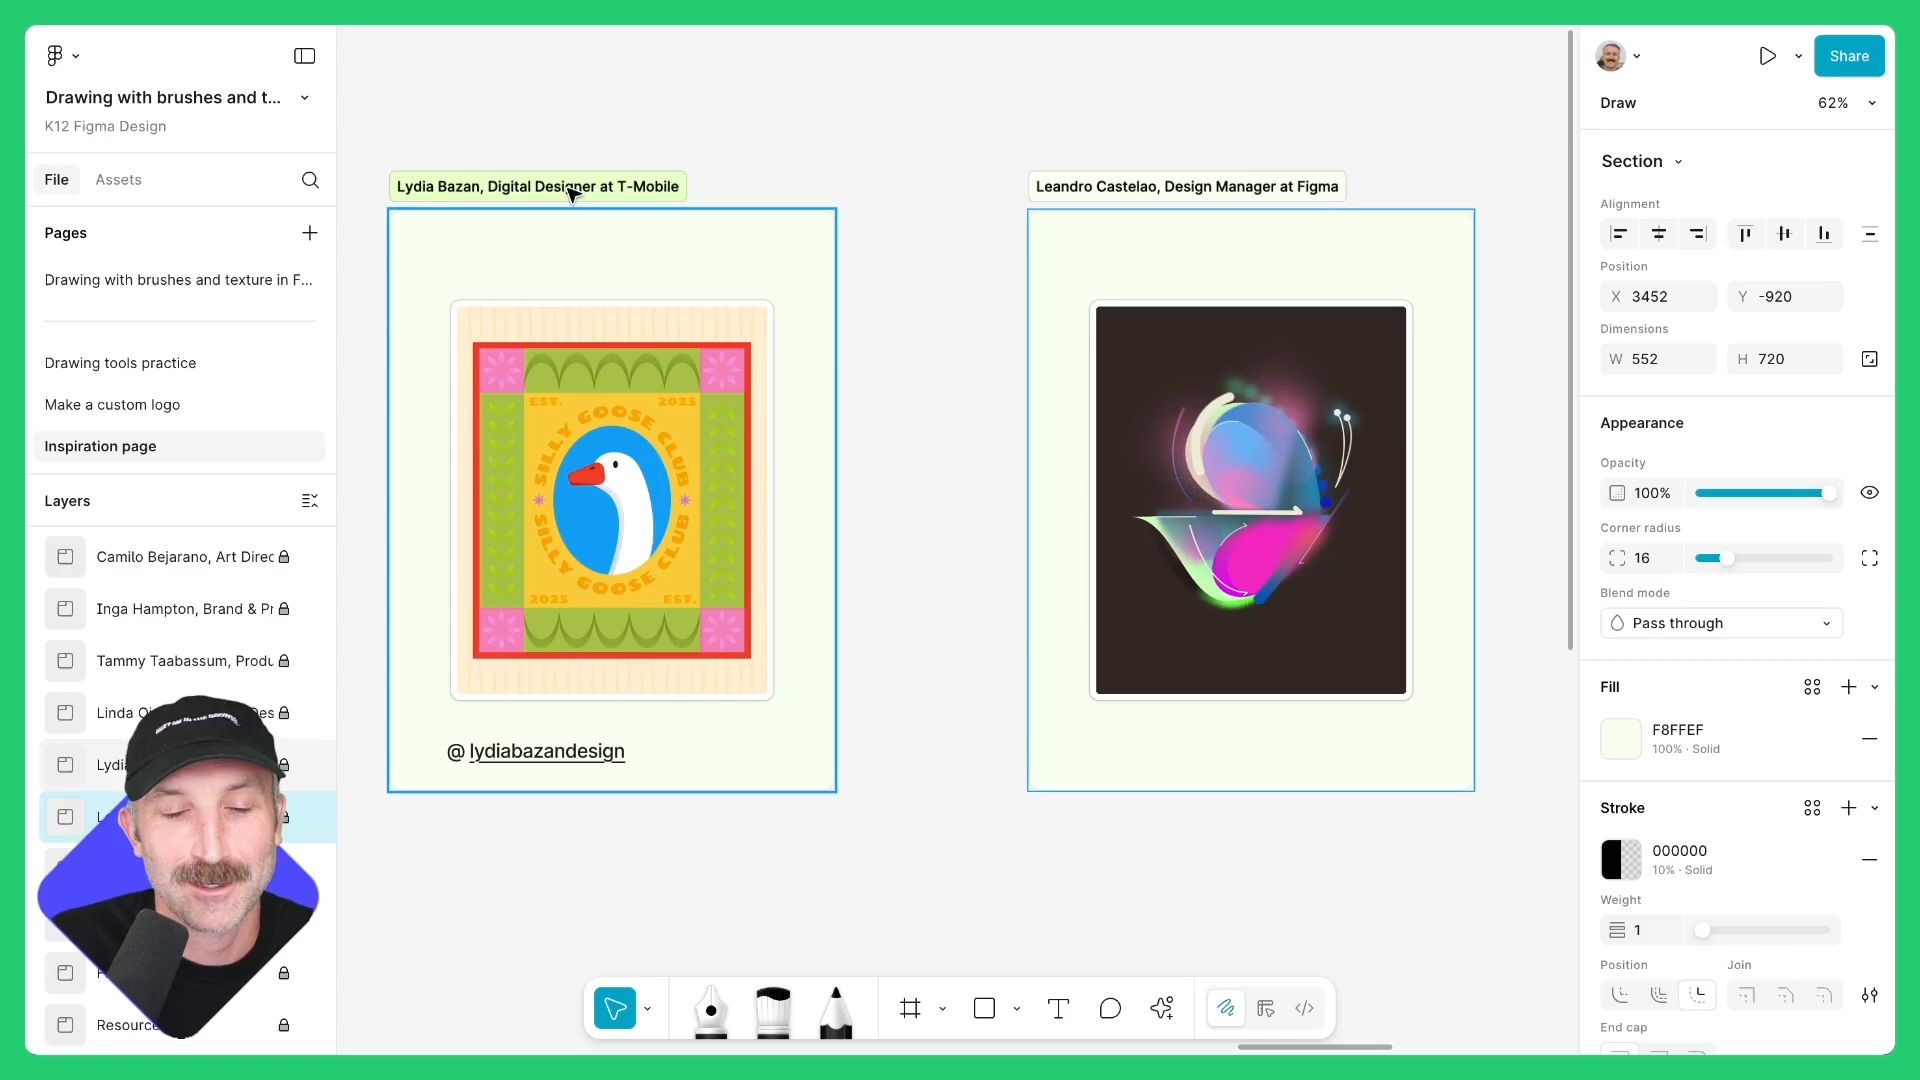 Drawing with brushes and t...
K12 Figma Design
File
Assets
Pages
Drawing with brushes and texture in F...
Drawing tools practice
Make a custom logo
Inspiration page
Layers
Camilo Bejarano, Art Direc
Inga Hampton, Brand & Pr
Tammy Taabassum, Produ
Linda
Lydia
Resource
Lydia Bazan, Digital Designer at T-Mobile
EST. 2025
SILLY GOOSE CLUB
SILLY GOOSE CLUB
2025 EST.
@ lydiabazandesign
Leandro Castelao, Design Manager at Figma
Share
Draw
62%
Section
Alignment
Position
X 3452
Y -920
Dimensions
W 552
H 720
Appearance
Opacity
100%
Corner radius
16
Blend mode
Pass through
Fill
F8FFEF
100% · Solid
Stroke
000000
10% · Solid
Weight
1
Position
Join
End cap